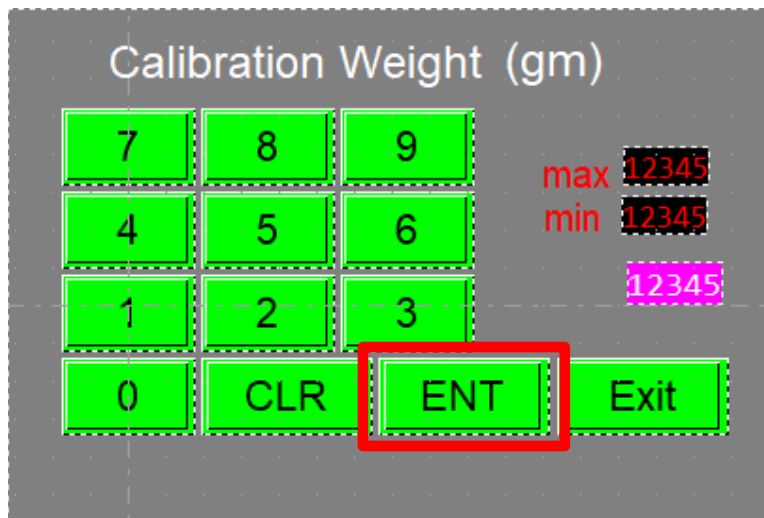 Calibration Weight (gm)
7 8 9
max 12345
4 5 6
min 12345
12345
1 2 3
0 CLR ENT Exit